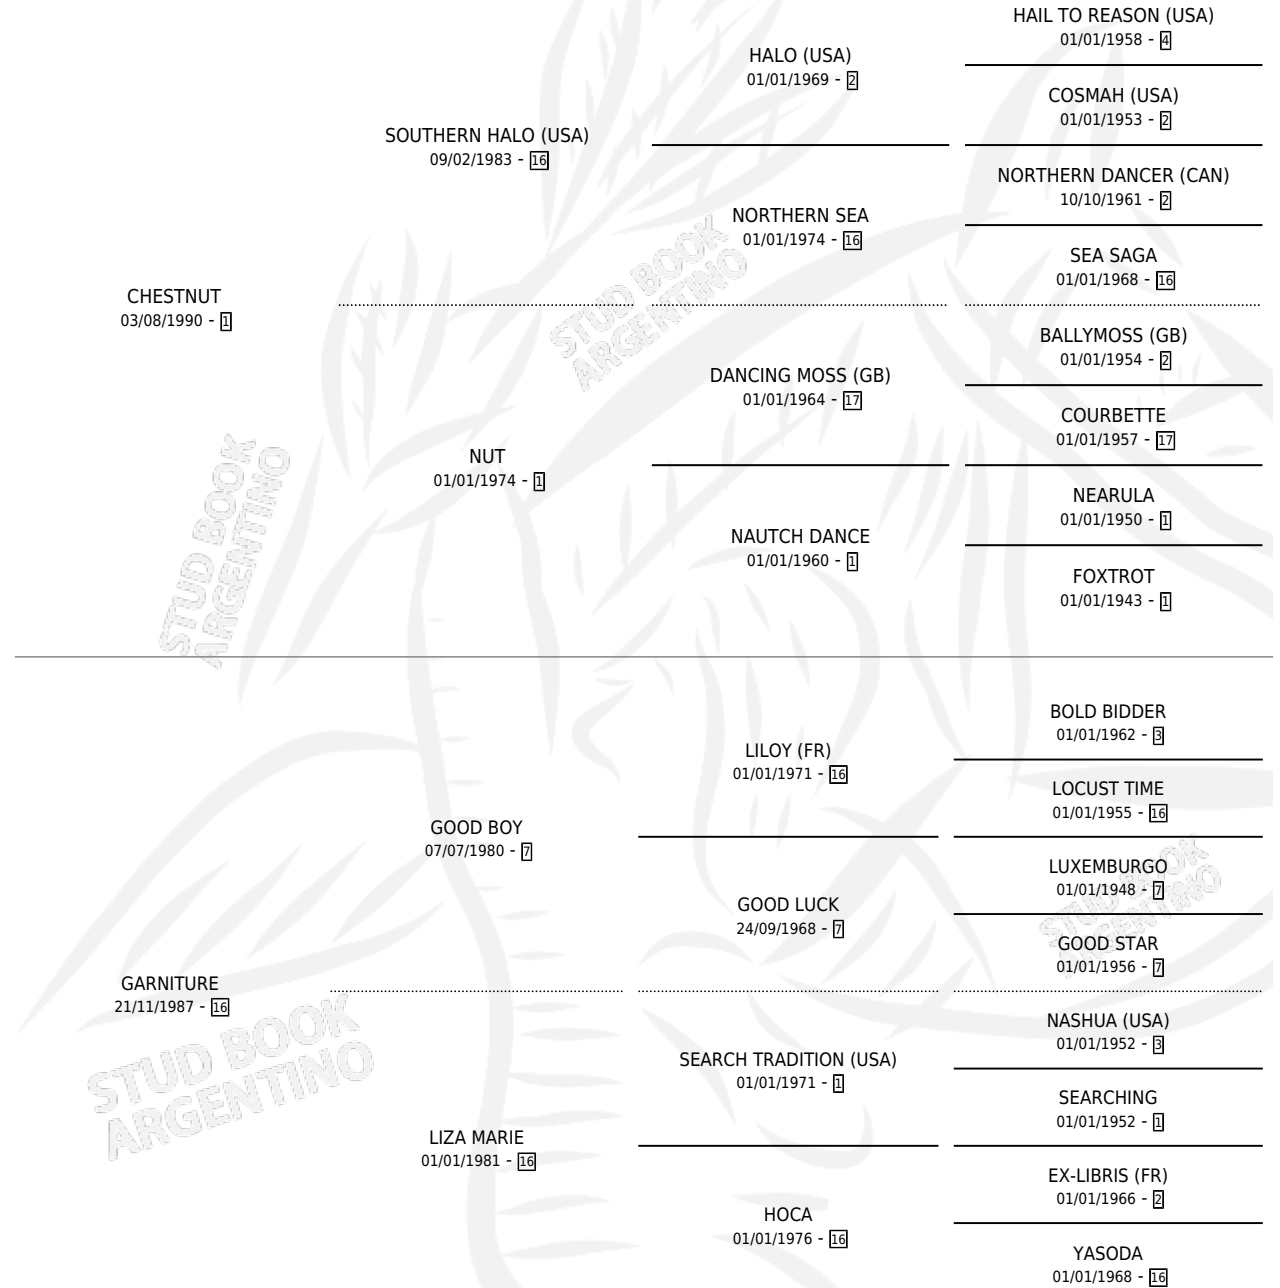 HAIL TO REASON (USA)
01/01/1958 - 4
HALO (USA)
01/01/1969 - 2
COSMAH (USA)
01/01/1953 - 2
SOUTHERN HALO (USA)
09/02/1983 - 16
NORTHERN DANCER (CAN)
10/10/1961 - 2
NORTHERN SEA
01/01/1974 - 16
SEA SAGA
01/01/1968 - 16
CHESTNUT
03/08/1990 - 1
STUD BOOK
ARGENTINO
BALLYMOSS (GB)
01/01/1954 - 2
DANCING MOSS (GB)
01/01/1964 - 17
COURBETTE
01/01/1957 - 17
NUT
01/01/1974 - 1
NEARULA
01/01/1950 - 1
NAUTCH DANCE
01/01/1960 - 1
FOXTROT
01/01/1943 - 1
STUD BOOK
ARGENTINO
BOLD BIDDER
01/01/1962 - 3
LILOY (FR)
01/01/1971 - 16
LOCUST TIME
01/01/1955 - 16
GOOD BOY
07/07/1980 - 7
LUXEMBURGO
01/01/1948 - 7
GOOD LUCK
24/09/1968 - 7
STUD BOOK
ARGENTINO
GOOD STAR
01/01/1956 - 7
GARNITURE
21/11/1987 - 16
NASHUA (USA)
01/01/1952 - 3
SEARCH TRADITION (USA)
01/01/1971 - 1
STUD BOOK
ARGENTINO
SEARCHING
01/01/1952 - 1
LIZA MARIE
01/01/1981 - 16
EX-LIBRIS (FR)
01/01/1966 - 2
HOCA
01/01/1976 - 16
YASODA
01/01/1968 - 16